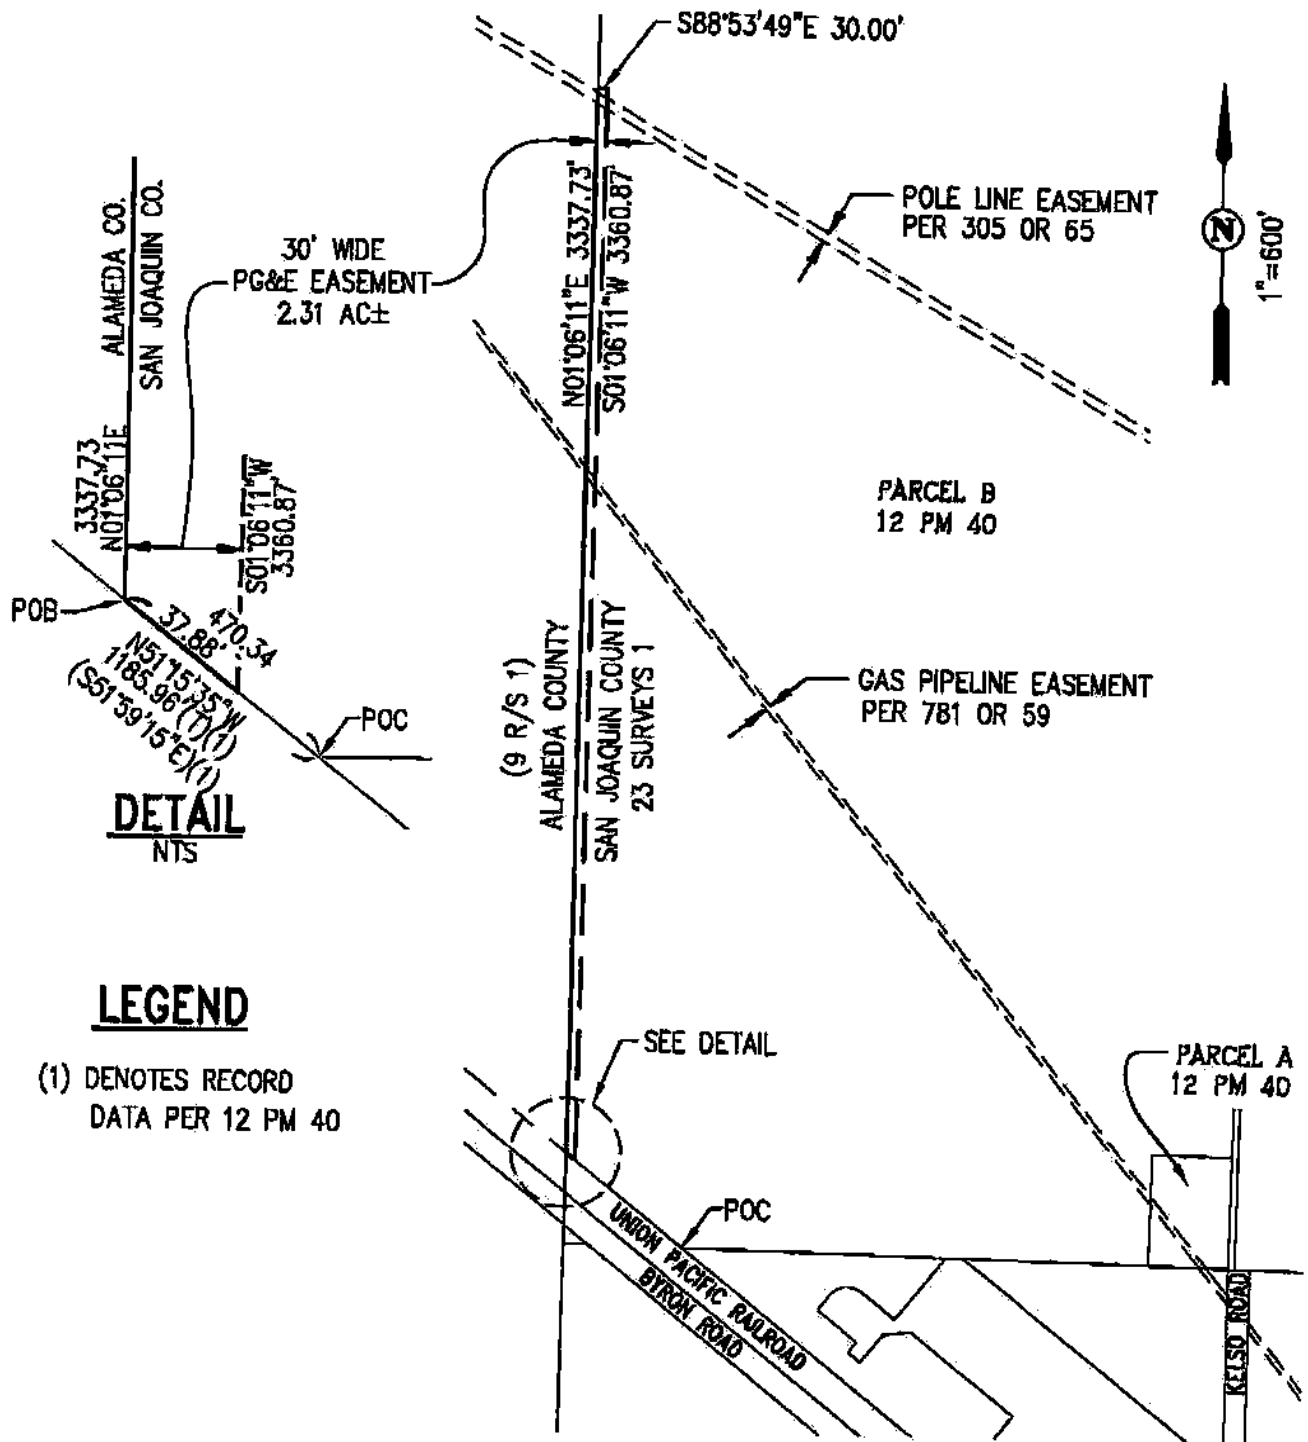 S88°53'49"E 30.00'
N
1"=600'
POLE LINE EASEMENT
PER 305 OR 65
ALAMEDA CO.
SAN JOAQUIN CO.
30' WIDE
PG&E EASEMENT
2.31 AC±
N01°06'11"E 3337.73'
S01°06'11"W 3360.87'
3337.73
N01°06'11E
S01°06'11"W
3360.87'
PARCEL B
12 PM 40
POB
37.88'
470.34
N51°15'35"W
1185.96 (T)(1)
(S51°59'15"E)(1)
POC
DETAIL
NTS
(9 R/S 1)
ALAMEDA COUNTY
SAN JOAQUIN COUNTY
23 SURVEYS 1
GAS PIPELINE EASEMENT
PER 781 OR 59
LEGEND
(1) DENOTES RECORD
DATA PER 12 PM 40
SEE DETAIL
PARCEL A
12 PM 40
POC
UNION PACIFIC RAILROAD
BYRON ROAD
KELSO ROAD